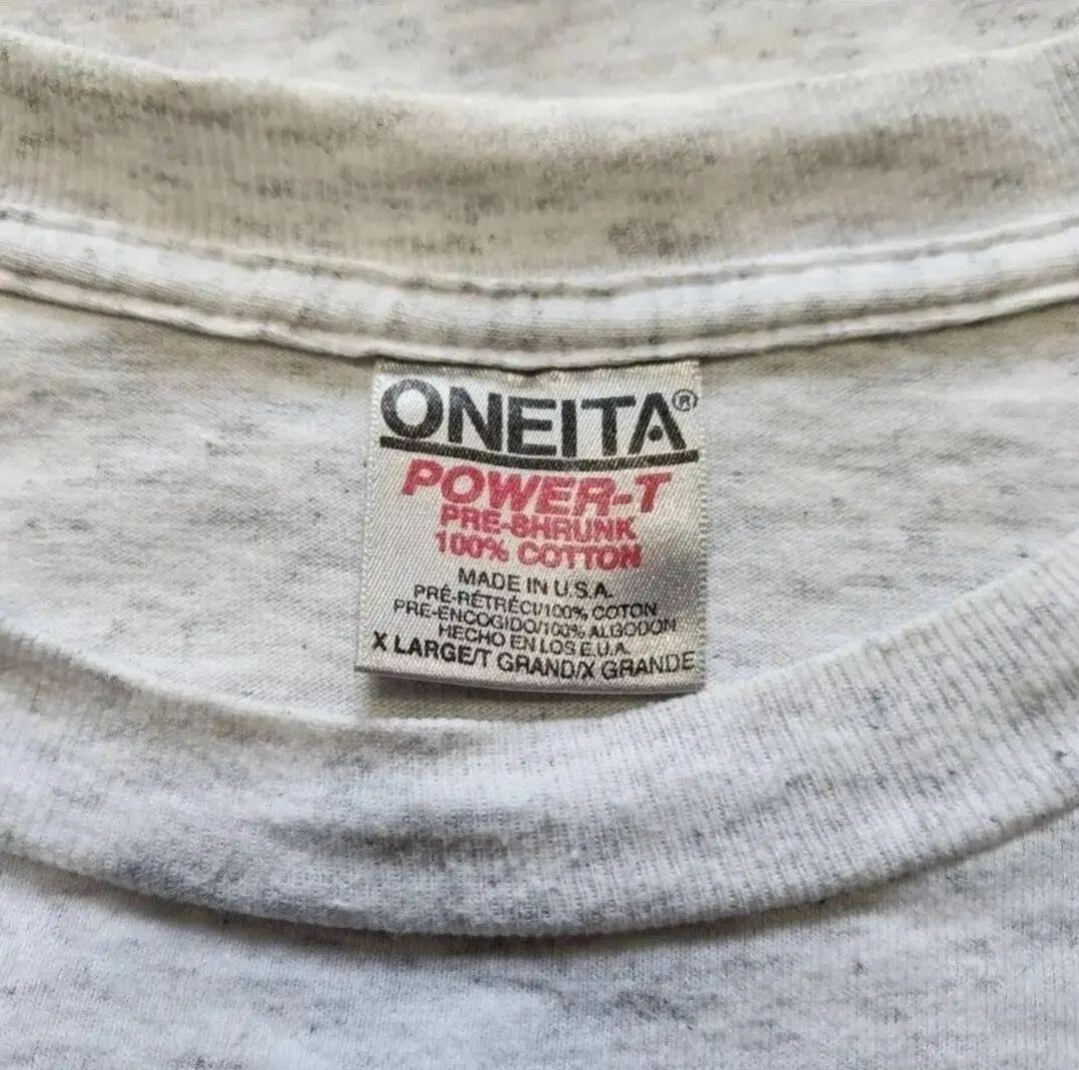 ONEITA®
POWER-T
PRE-SHRUNK
100% COTTON
MADE IN U.S.A.
PRÉ-RÉTRÉCI/100% COTON
PRE-ENCOGIDO/100% ALGODON
HECHO EN LOS E.U.A.
X LARGE/T GRAND/X GRANDE